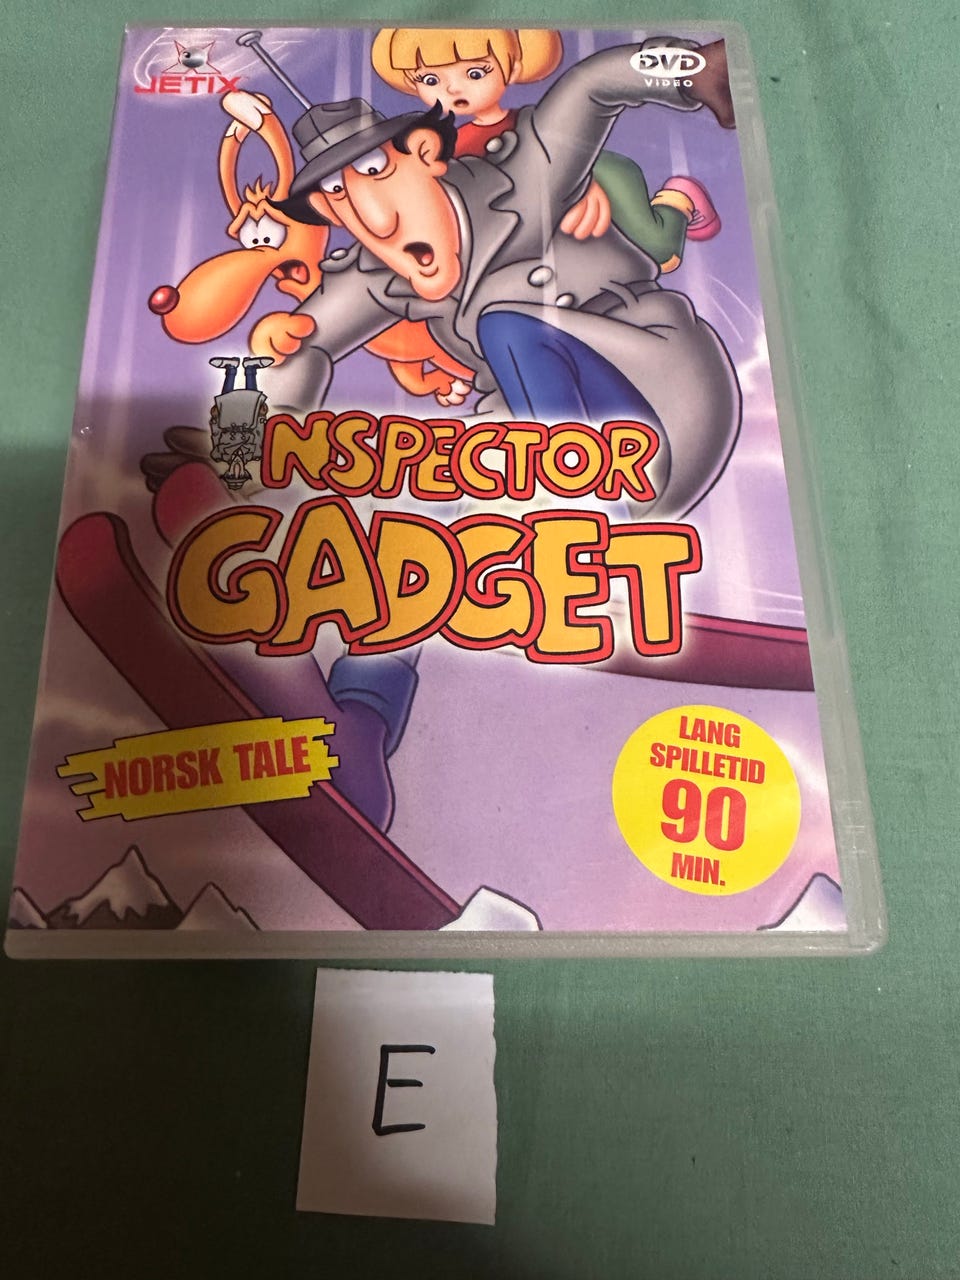 JETIX
DVD
VIDEO
INSPECTOR
GADGET
NORSK TALE
LANG
SPILLETID
90
MIN.
E